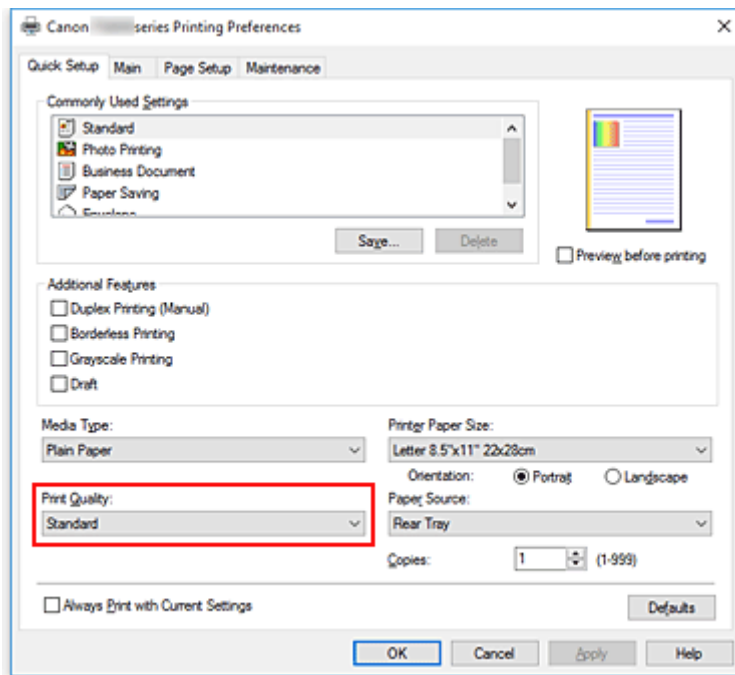 Canon series Printing Preferences
Quick Setup Main Page Setup Maintenance
Commonly Used Settings
Standard
Photo Printing
Business Document
Paper Saving
Envelope
Save... Delete
Preview before printing
Additional Features
Duplex Printing (Manual)
Borderless Printing
Grayscale Printing
Draft
Media Type: Printer Paper Size:
Plain Paper Letter 8.5"x11" 22x28cm
Orientation: Portrait Landscape
Print Quality: Paper Source:
Standard Rear Tray
Copies: 1 (1-999)
Always Print with Current Settings Defaults
OK Cancel Apply Help